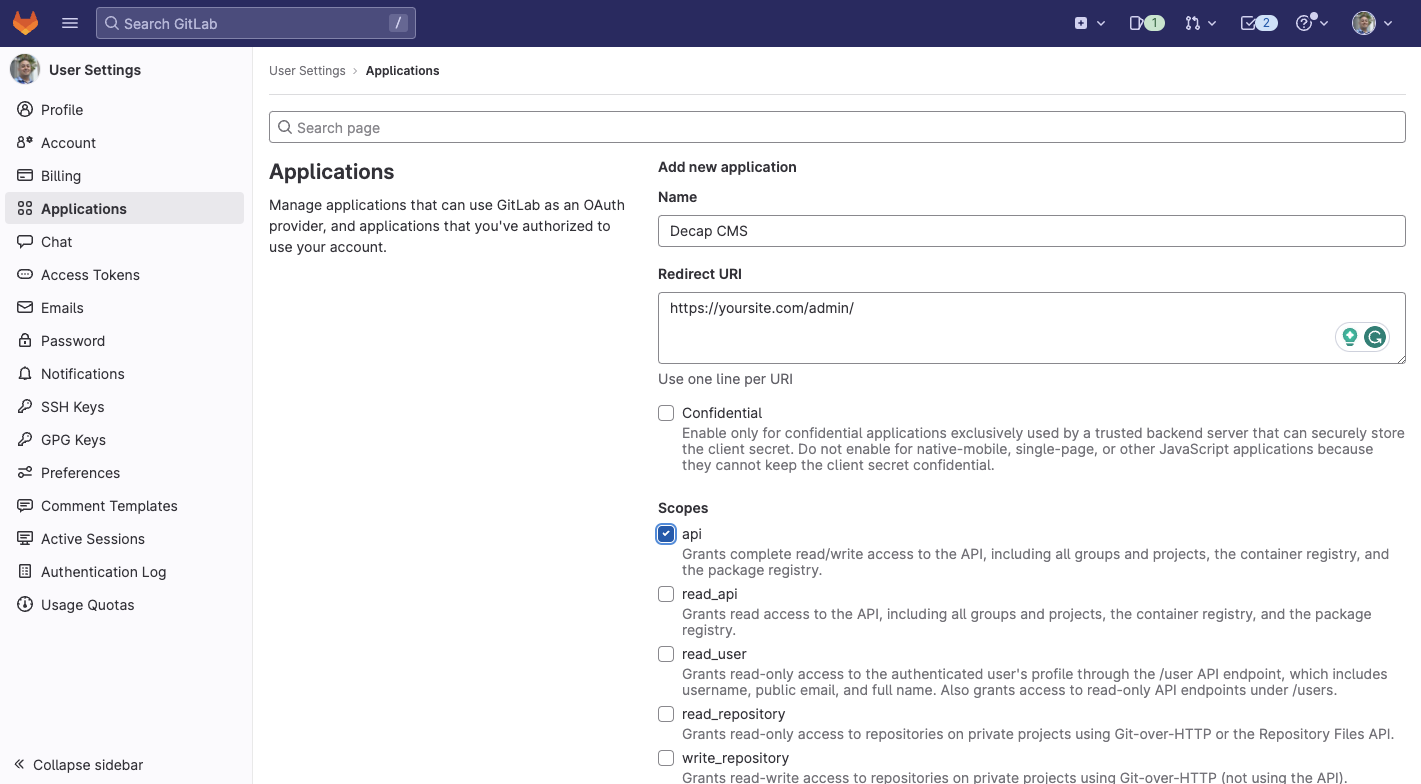 Search GitLab
/
1
2
User Settings
Profile
Account
Billing
Applications
Chat
Access Tokens
Emails
Password
Notifications
SSH Keys
GPG Keys
Preferences
Comment Templates
Active Sessions
Authentication Log
Usage Quotas
Collapse sidebar
User Settings › Applications
Search page
Applications
Manage applications that can use GitLab as an OAuth
provider, and applications that you've authorized to
use your account.
Add new application
Name
Decap CMS
Redirect URI
https://yoursite.com/admin/
Use one line per URI
Confidential
Enable only for confidential applications exclusively used by a trusted backend server that can securely store
the client secret. Do not enable for native-mobile, single-page, or other JavaScript applications because
they cannot keep the client secret confidential.
Scopes
api
Grants complete read/write access to the API, including all groups and projects, the container registry, and
the package registry.
read_api
Grants read access to the API, including all groups and projects, the container registry, and the package
registry.
read_user
Grants read-only access to the authenticated user's profile through the /user API endpoint, which includes
username, public email, and full name. Also grants access to read-only API endpoints under /users.
read_repository
Grants read-only access to repositories on private projects using Git-over-HTTP or the Repository Files API.
write_repository
Grants read-write access to repositories on private projects using Git-over-HTTP (not using the API).